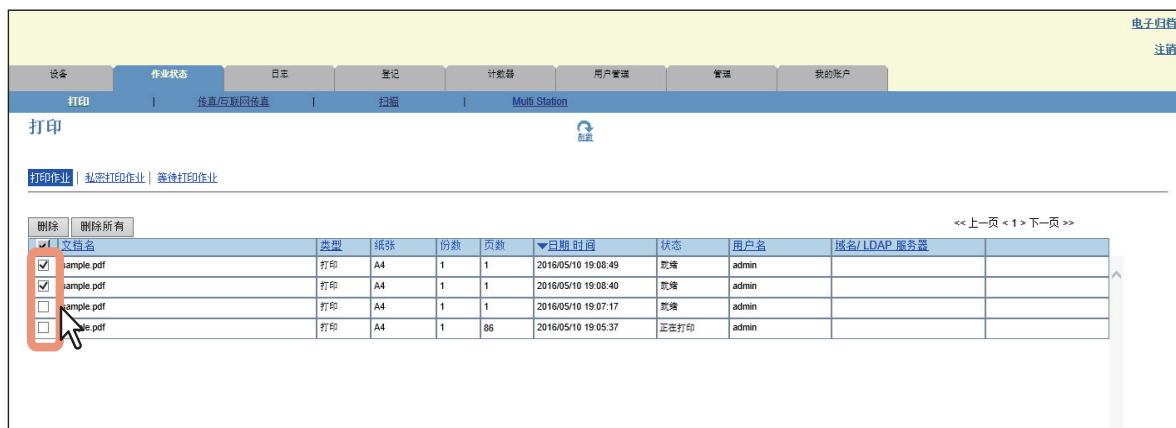 电子归档
注销
设备 作业状态 日志 登记 计数器 用户管理 管理 我的账户
打印 | 传真/互联网传真 | 扫描 | Multi Station
打印 刷新
打印作业 | 私密打印作业 | 等待打印作业
删除 删除所有 << 上一页 < 1 > 下一页 >>
文档名 类型 纸张 份数 页数 ▼日期 时间 状态 用户名 域名/ LDAP 服务器
sample.pdf 打印 A4 1 1 2016/05/10 19:08:49 就绪 admin
sample.pdf 打印 A4 1 1 2016/05/10 19:08:40 就绪 admin
sample.pdf 打印 A4 1 1 2016/05/10 19:07:17 就绪 admin
打印 A4 1 86 2016/05/10 19:05:37 正在打印 admin